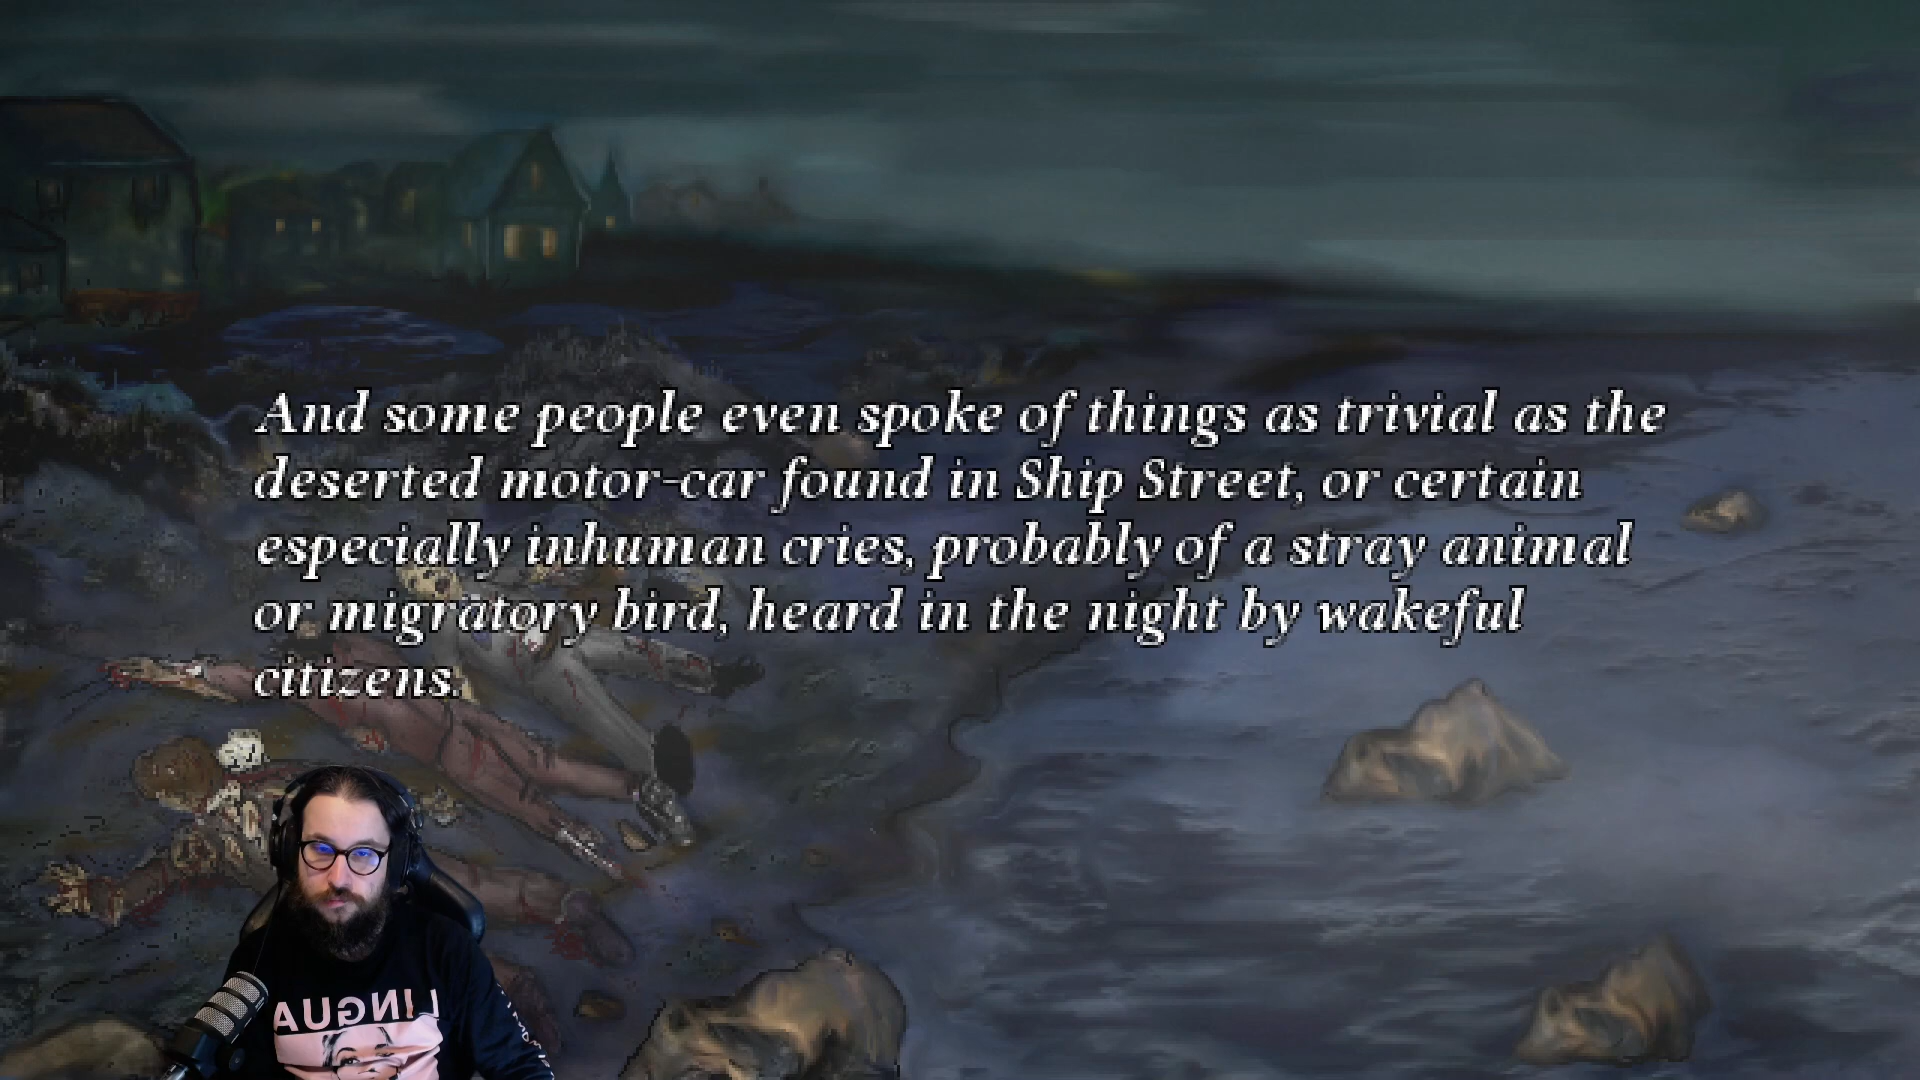 And some people even spoke of things as trivial as the
deserted motor-car found in Ship Street, or certain
especially inhuman cries, probably of a stray animal
or migratory bird, heard in the night by wakeful
citizens.
LINGUA